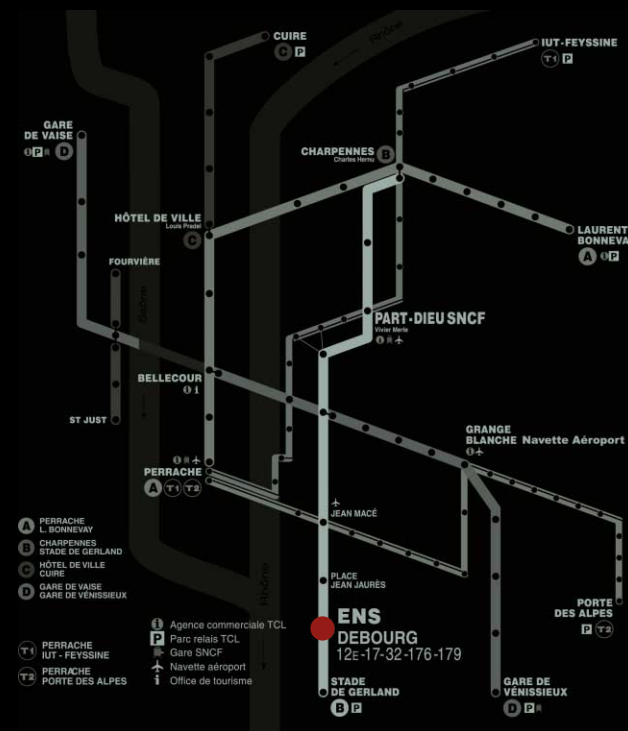 CUIRE
C P
Rhône
IUT-FEYSSINE
T1 P
GARE
DE VAISE
i P D
CHARPENNES B
Charles Hernu
HÔTEL DE VILLE
Louis Pradel
C
LAURENT
BONNEVA
A i P
FOURVIÈRE
Saône
PART-DIEU SNCF
Vivier Merle
i
BELLECOUR
i i
ST JUST
GRANGE
BLANCHE Navette Aéroport
i
i
PERRACHE
A T1 T2
JEAN MACÉ
Rhône
PLACE
JEAN JAURÈS
PORTE
DES ALPES
P T2
ENS
DEBOURG
12E-17-32-176-179
STADE
DE GERLAND
B P
GARE DE
VÉNISSIEUX
D P
A PERRACHE
L. BONNEVAY
B CHARPENNES
STADE DE GERLAND
C HÔTEL DE VILLE
CUIRE
D GARE DE VAISE
GARE DE VÉNISSIEUX
T1 PERRACHE
IUT - FEYSSINE
T2 PERRACHE
PORTE DES ALPES
i Agence commerciale TCL
P Parc relais TCL
Gare SNCF
Navette aéroport
i Office de tourisme